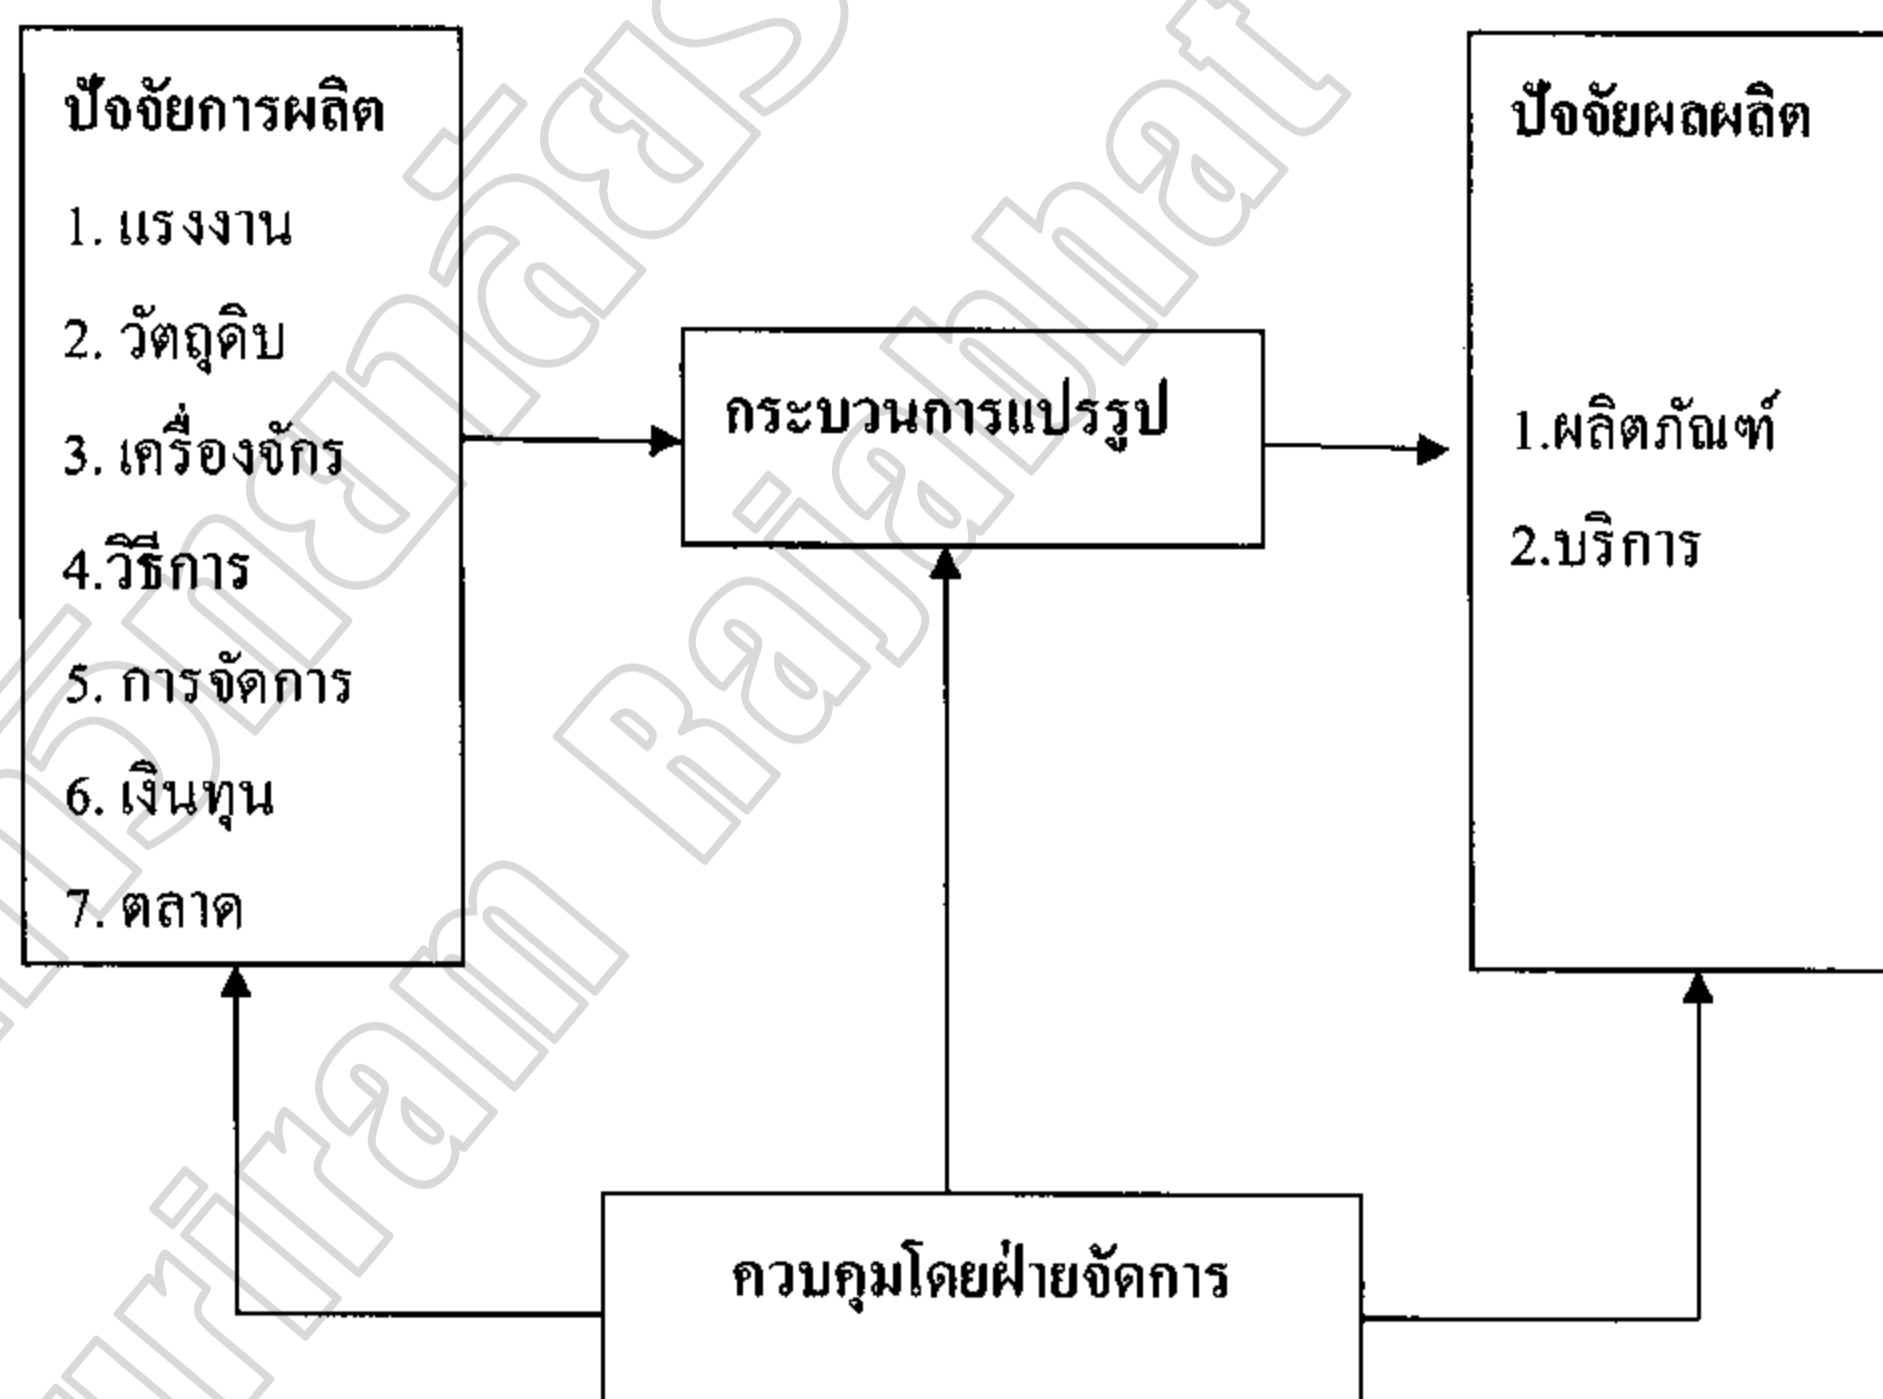 ปัจจัยการผลิต
1. แรงงาน
2. วัตถุดิบ
3. เครื่องจักร
4.วิธีการ
5. การจัดการ
6. เงินทุน
7. ตลาด
กระบวนการแปรรูป
ปัจจัยผลผลิต
1.ผลิตภัณฑ์
2.บริการ
ควบคุมโดยฝ่ายจัดการ
Rajabhat